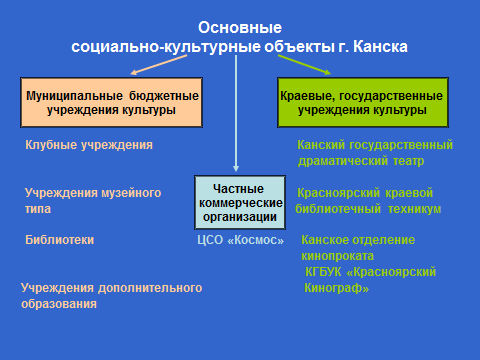 Основные
социально-культурные объекты г. Канска
Муниципальные бюджетные
учреждения культуры
Клубные учреждения
Учреждения музейного
типа
Библиотеки
Учреждения дополнительного
образования
Частные
коммерческие
организации
ЦСО «Космос»
Краевые, государственные
учреждения культуры
Канский государственный
драматический театр
Красноярский краевой
библиотечный техникум
Канское отделение
кинопроката
КГБУК «Красноярский
Кинограф»